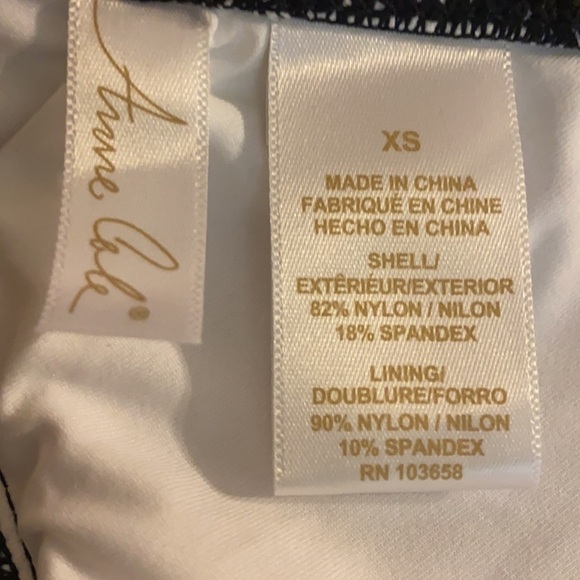 Anne Cole®
XS
MADE IN CHINA
FABRIQUÉ EN CHINE
HECHO EN CHINA
SHELL/
EXTÉRIEUR/EXTERIOR
82% NYLON / NILON
18% SPANDEX
LINING/
DOUBLURE/FORRO
90% NYLON / NILON
10% SPANDEX
RN 103658